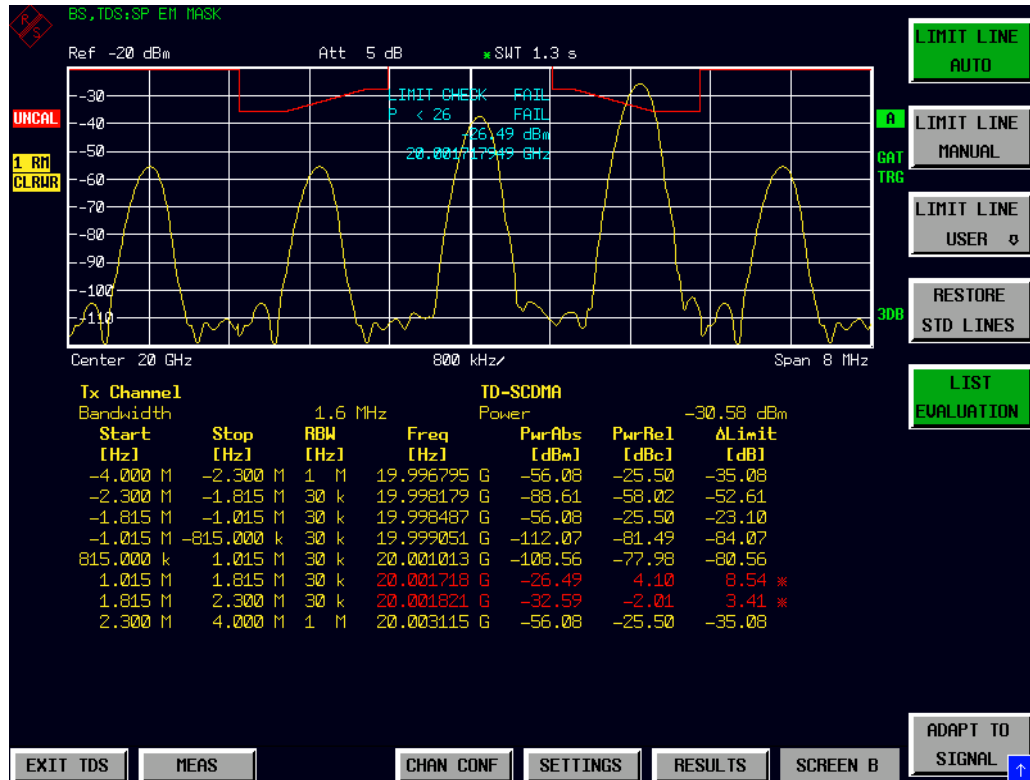 BS,TDS:SP EM MASK
R S
Ref -20 dBm Att 5 dB *SWT 1.3 s
LIMIT LINE AUTO
-30
LIMIT CHECK FAIL
P < 26 FAIL
UNCAL
-40
-26.49 dBm
A
LIMIT LINE MANUAL
-50
20.001717949 GHz
GAT
1 RM
TRG
CLRWR
-60
-70
LIMIT LINE USER
-80
-90
-100
RESTORE STD LINES
-110
3DB
Center 20 GHz 800 kHz/ Span 8 MHz
LIST EVALUATION
Tx Channel TD-SCDMA
Bandwidth 1.6 MHz Power -30.58 dBm
Start Stop RBW Freq PwrAbs PwrRel ΔLimit
[Hz] [Hz] [Hz] [Hz] [dBm] [dBc] [dB]
-4.000 M -2.300 M 1 M 19.996795 G -56.08 -25.50 -35.08
-2.300 M -1.815 M 30 k 19.998179 G -88.61 -58.02 -52.61
-1.815 M -1.015 M 30 k 19.998487 G -56.08 -25.50 -23.10
-1.015 M -815.000 k 30 k 19.999051 G -112.07 -81.49 -84.07
815.000 k 1.015 M 30 k 20.001013 G -108.56 -77.98 -80.56
1.015 M 1.815 M 30 k 20.001718 G -26.49 4.10 8.54 *
1.815 M 2.300 M 30 k 20.001821 G -32.59 -2.01 3.41 *
2.300 M 4.000 M 1 M 20.003115 G -56.08 -25.50 -35.08
ADAPT TO SIGNAL
EXIT TDS MEAS CHAN CONF SETTINGS RESULTS SCREEN B